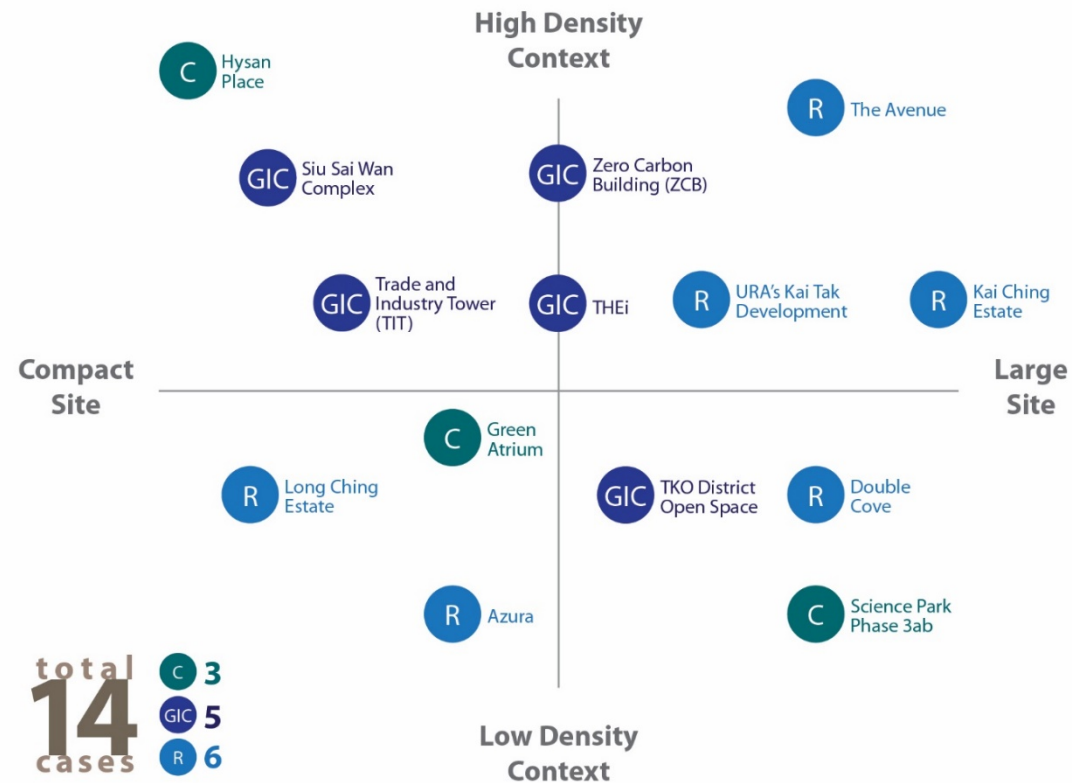 High Density
Context
C
Hysan
Place
R
The Avenue
GIC
Siu Sai Wan
Complex
GIC
Zero Carbon
Building (ZCB)
GIC
Trade and
Industry Tower
(TIT)
GIC
THEi
R
URA's Kai Tak
Development
R
Kai Ching
Estate
Compact
Site
Large
Site
C
Green
Atrium
R
Long Ching
Estate
GIC
TKO District
Open Space
R
Double
Cove
R
Azura
C
Science Park
Phase 3ab
total
14
cases
C 3
GIC 5
R 6
Low Density
Context